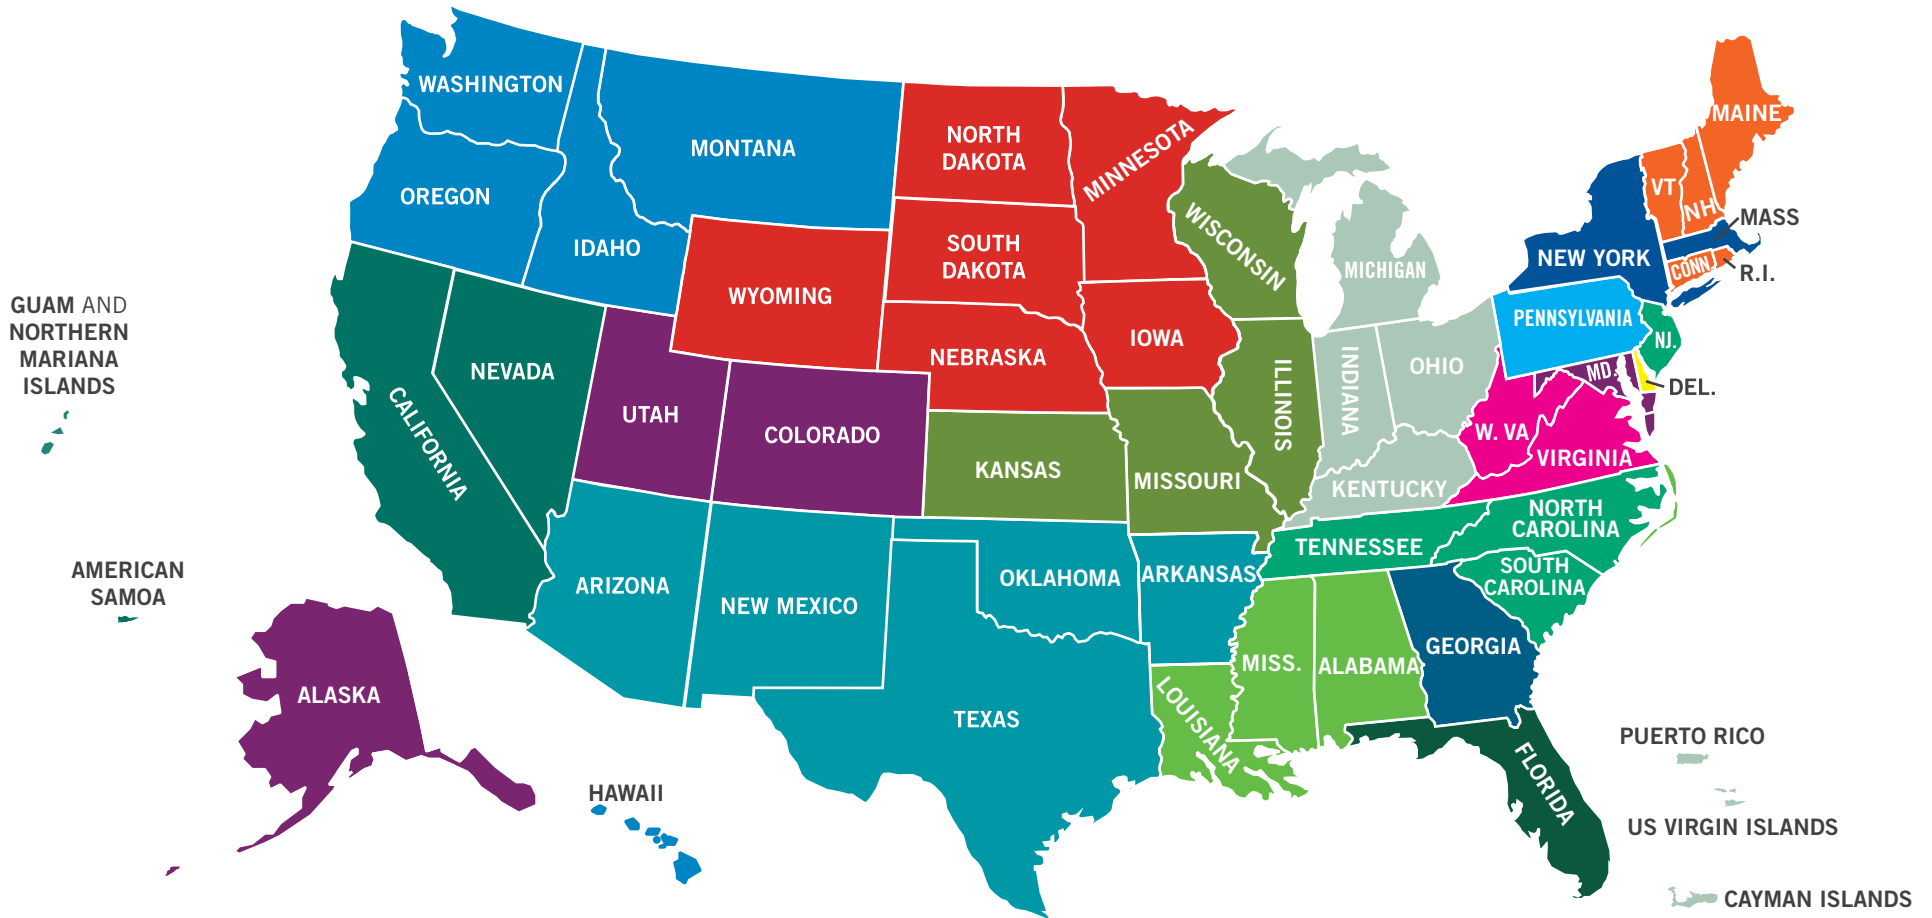 WASHINGTON
OREGON
IDAHO
MONTANA
WYOMING
NORTH
DAKOTA
SOUTH
DAKOTA
MINNESOTA
NEBRASKA
IOWA
WISCONSIN
ILLINOIS
MICHIGAN
INDIANA
OHIO
KENTUCKY
MAINE
VT
NH
MASS
NEW YORK
CONN.
R.I.
PENNSYLVANIA
NJ.
MD.
DEL.
W. VA
VIRGINIA
GUAM AND
NORTHERN
MARIANA
ISLANDS
CALIFORNIA
NEVADA
UTAH
COLORADO
KANSAS
MISSOURI
ARIZONA
NEW MEXICO
OKLAHOMA
ARKANSAS
TEXAS
TENNESSEE
NORTH
CAROLINA
SOUTH
CAROLINA
MISS.
ALABAMA
GEORGIA
LOUISIANA
FLORIDA
AMERICAN
SAMOA
ALASKA
HAWAII
PUERTO RICO
US VIRGIN ISLANDS
CAYMAN ISLANDS